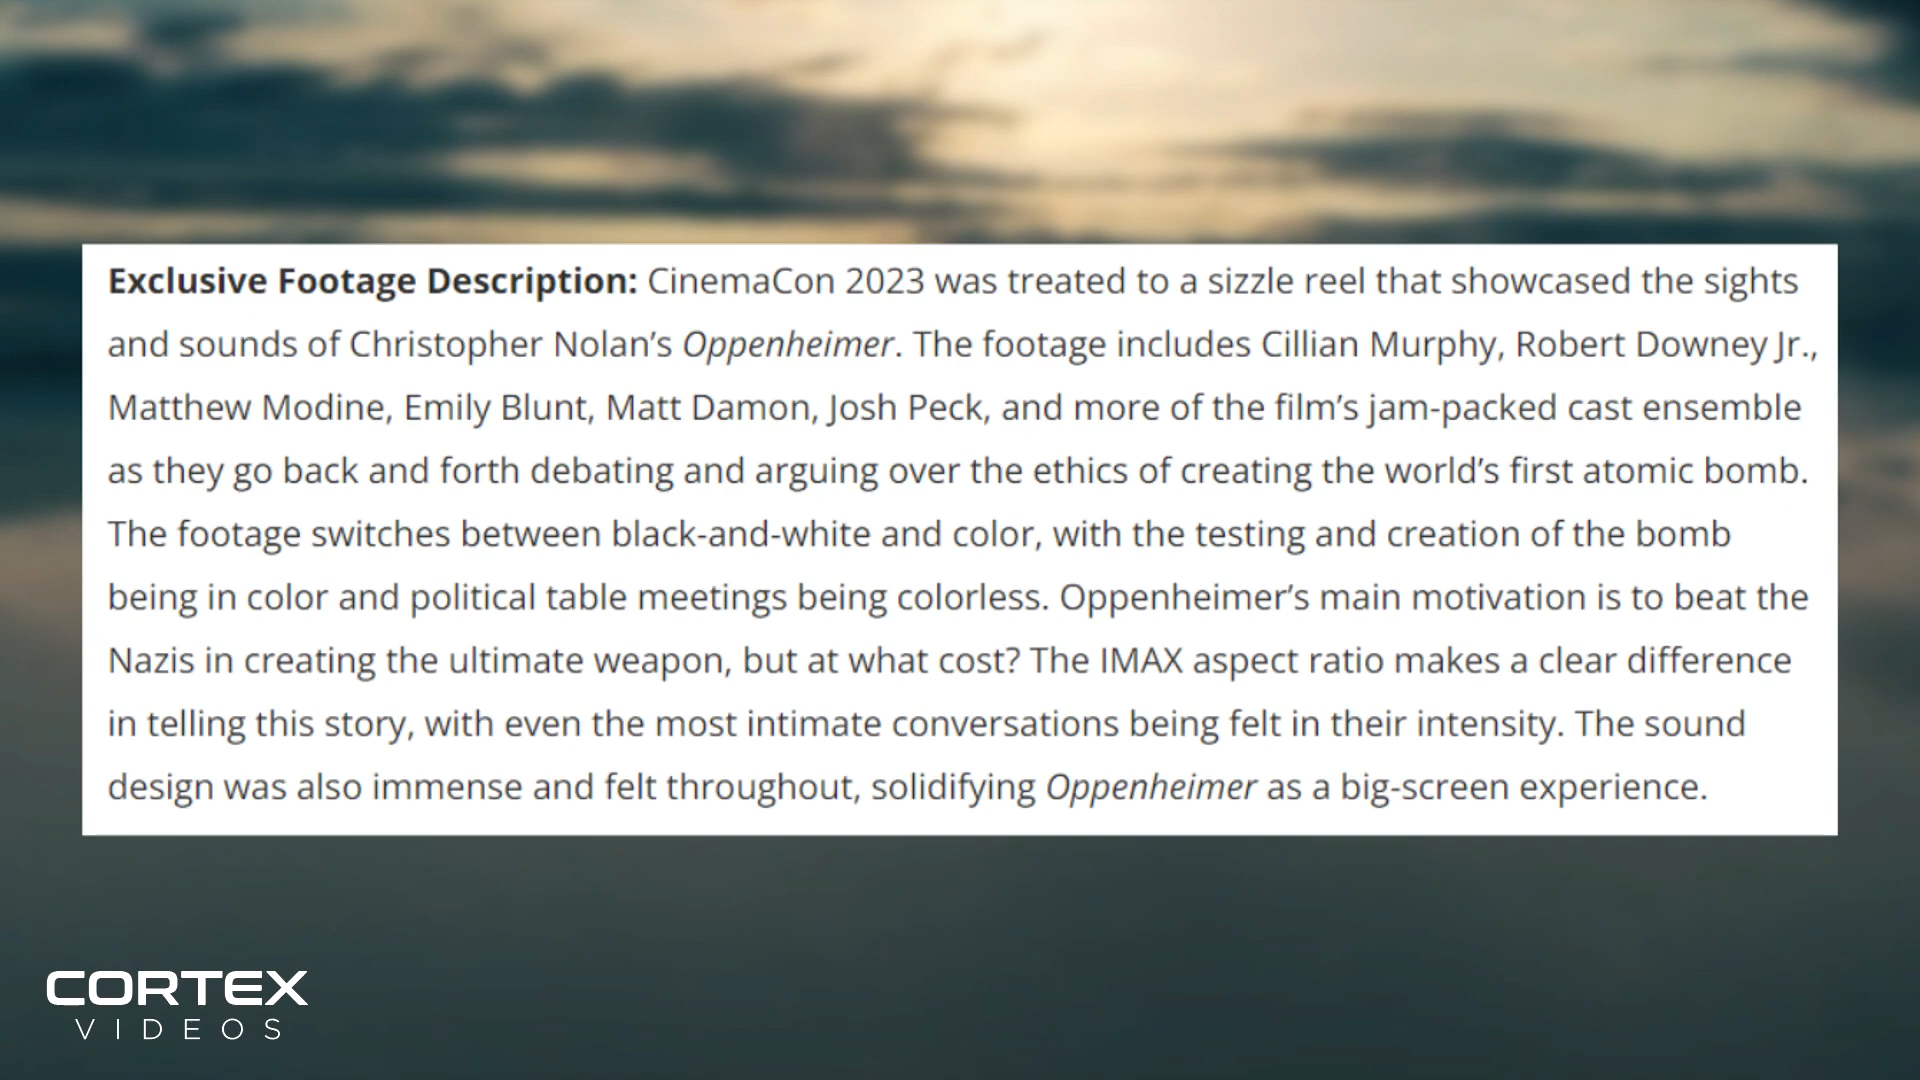 Exclusive Footage Description: CinemaCon 2023 was treated to a sizzle reel that showcased the sights
and sounds of Christopher Nolan’s Oppenheimer. The footage includes Cillian Murphy, Robert Downey Jr.,
Matthew Modine, Emily Blunt, Matt Damon, Josh Peck, and more of the film’s jam-packed cast ensemble
as they go back and forth debating and arguing over the ethics of creating the world’s first atomic bomb.
The footage switches between black-and-white and color, with the testing and creation of the bomb
being in color and political table meetings being colorless. Oppenheimer’s main motivation is to beat the
Nazis in creating the ultimate weapon, but at what cost? The IMAX aspect ratio makes a clear difference
in telling this story, with even the most intimate conversations being felt in their intensity. The sound
design was also immense and felt throughout, solidifying Oppenheimer as a big-screen experience.
CORTEX
VIDEOS